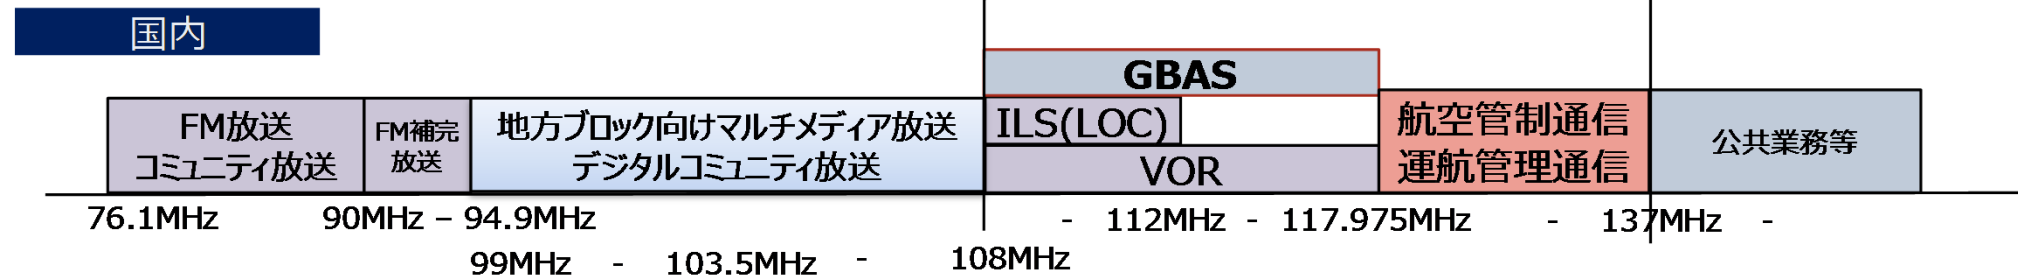 国内
GBAS
FM放送
コミュニティ放送
FM補完
放送
地方ブロック向けマルチメディア放送
デジタルコミュニティ放送
ILS(LOC)
VOR
航空管制通信
運航管理通信
公共業務等
76.1MHz 90MHz – 94.9MHz - 112MHz - 117.975MHz - 137MHz -
99MHz - 103.5MHz - 108MHz